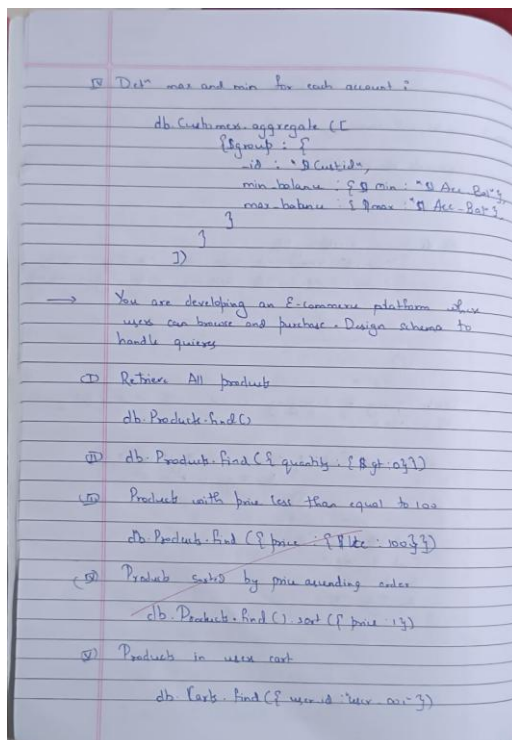 IV Detn max and min for each account :
db.Customers.aggregate ([
{$group : {
_id : "$Custid",
min_balance : {$min : "$Acc_Bal"},
max_balance : {$max : "$Acc_Bal"}
}
}
])
→ You are developing an E-commerce platform where
users can browse and purchase. Design schema to
handle quieres
I Retrieve All products
db.Products.find()
II db.Products.find({quantity : {$gt : 0}})
III Products with price less than equal to 100
db.Products.find({price : {$lte : 100}})
IV Products sorted by price ascending order
db.Products.find().sort({price : 1})
V Products in users cart
db.Carts.find({user_id :